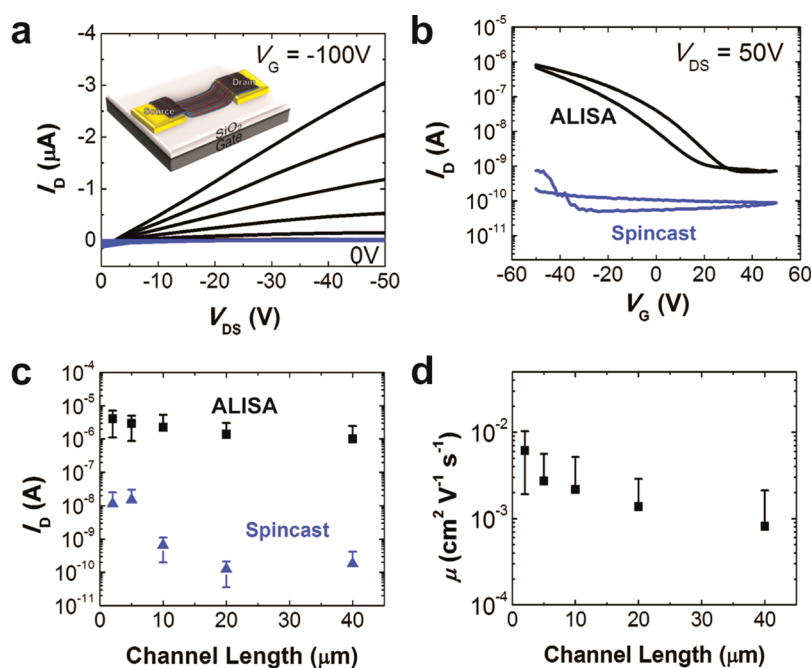 a
V_G = -100V
Source
Drain
SiO₂
Gate
-4
-3
-2
-1
0
I_D (μA)
0V
0 -10 -20 -30 -40 -50
V_DS (V)
b
V_DS = 50V
10⁻⁵
10⁻⁶
10⁻⁷
10⁻⁸
10⁻⁹
10⁻¹⁰
10⁻¹¹
I_D (A)
ALISA
Spincast
-60 -40 -20 0 20 40 60
V_G (V)
c
10⁻⁴
10⁻⁵
10⁻⁶
10⁻⁷
10⁻⁸
10⁻⁹
10⁻¹⁰
10⁻¹¹
I_D (A)
ALISA
Spincast
0 10 20 30 40
Channel Length (μm)
d
10⁻²
10⁻³
10⁻⁴
μ (cm² V⁻¹ s⁻¹)
0 10 20 30 40
Channel Length (μm)